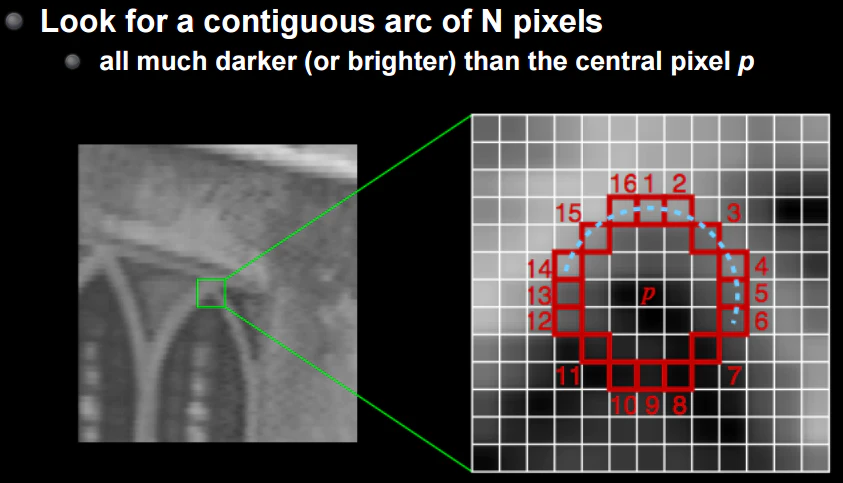 Look for a contiguous arc of N pixels
all much darker (or brighter) than the central pixel p
16 1 2
15 3
14 4
13 p 5
12 6
11 7
10 9 8